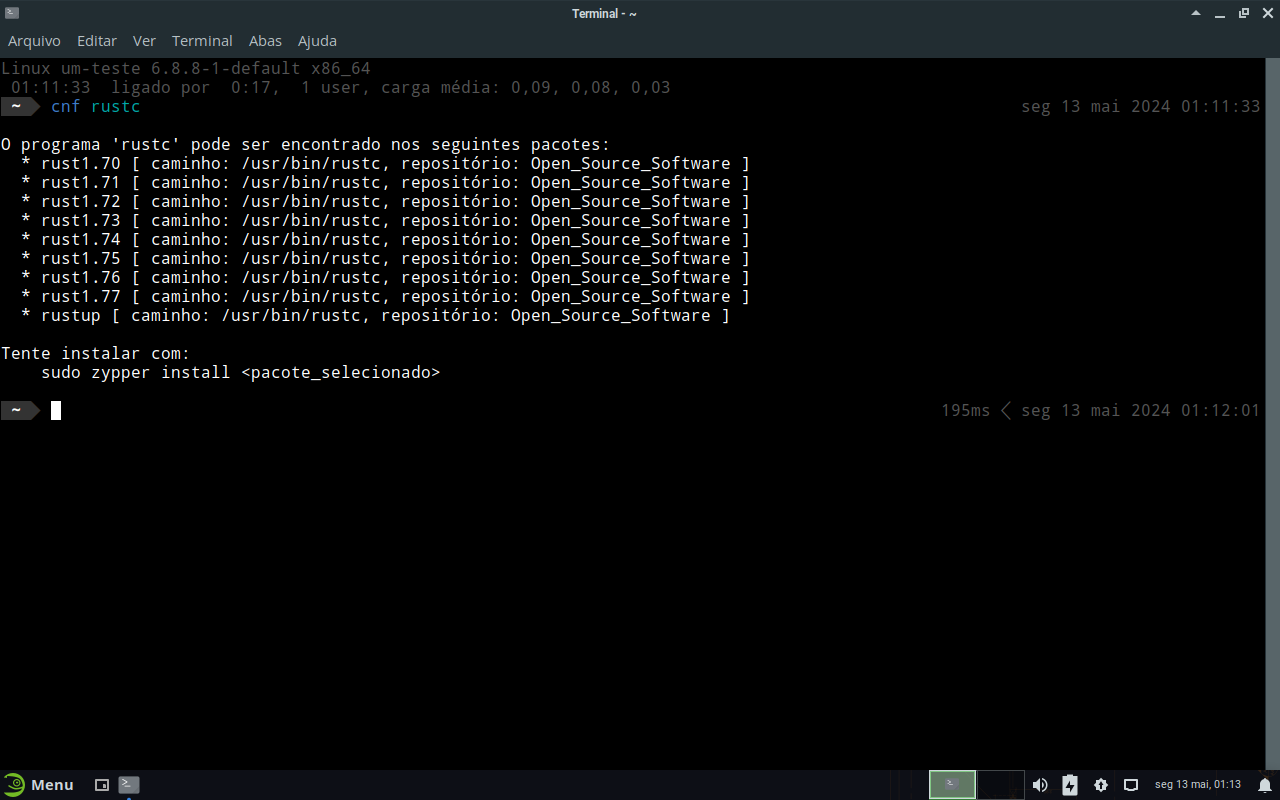 Terminal - ~
Arquivo Editar Ver Terminal Abas Ajuda
Linux um-teste 6.8.8-1-default x86_64
01:11:33 ligado por 0:17, 1 user, carga média: 0,09, 0,08, 0,03
~ cnf rustc seg 13 mai 2024 01:11:33
O programa 'rustc' pode ser encontrado nos seguintes pacotes:
* rust1.70 [ caminho: /usr/bin/rustc, repositório: Open_Source_Software ]
* rust1.71 [ caminho: /usr/bin/rustc, repositório: Open_Source_Software ]
* rust1.72 [ caminho: /usr/bin/rustc, repositório: Open_Source_Software ]
* rust1.73 [ caminho: /usr/bin/rustc, repositório: Open_Source_Software ]
* rust1.74 [ caminho: /usr/bin/rustc, repositório: Open_Source_Software ]
* rust1.75 [ caminho: /usr/bin/rustc, repositório: Open_Source_Software ]
* rust1.76 [ caminho: /usr/bin/rustc, repositório: Open_Source_Software ]
* rust1.77 [ caminho: /usr/bin/rustc, repositório: Open_Source_Software ]
* rustup [ caminho: /usr/bin/rustc, repositório: Open_Source_Software ]
Tente instalar com:
sudo zypper install <pacote_selecionado>
~ 195ms < seg 13 mai 2024 01:12:01
Menu seg 13 mai, 01:13